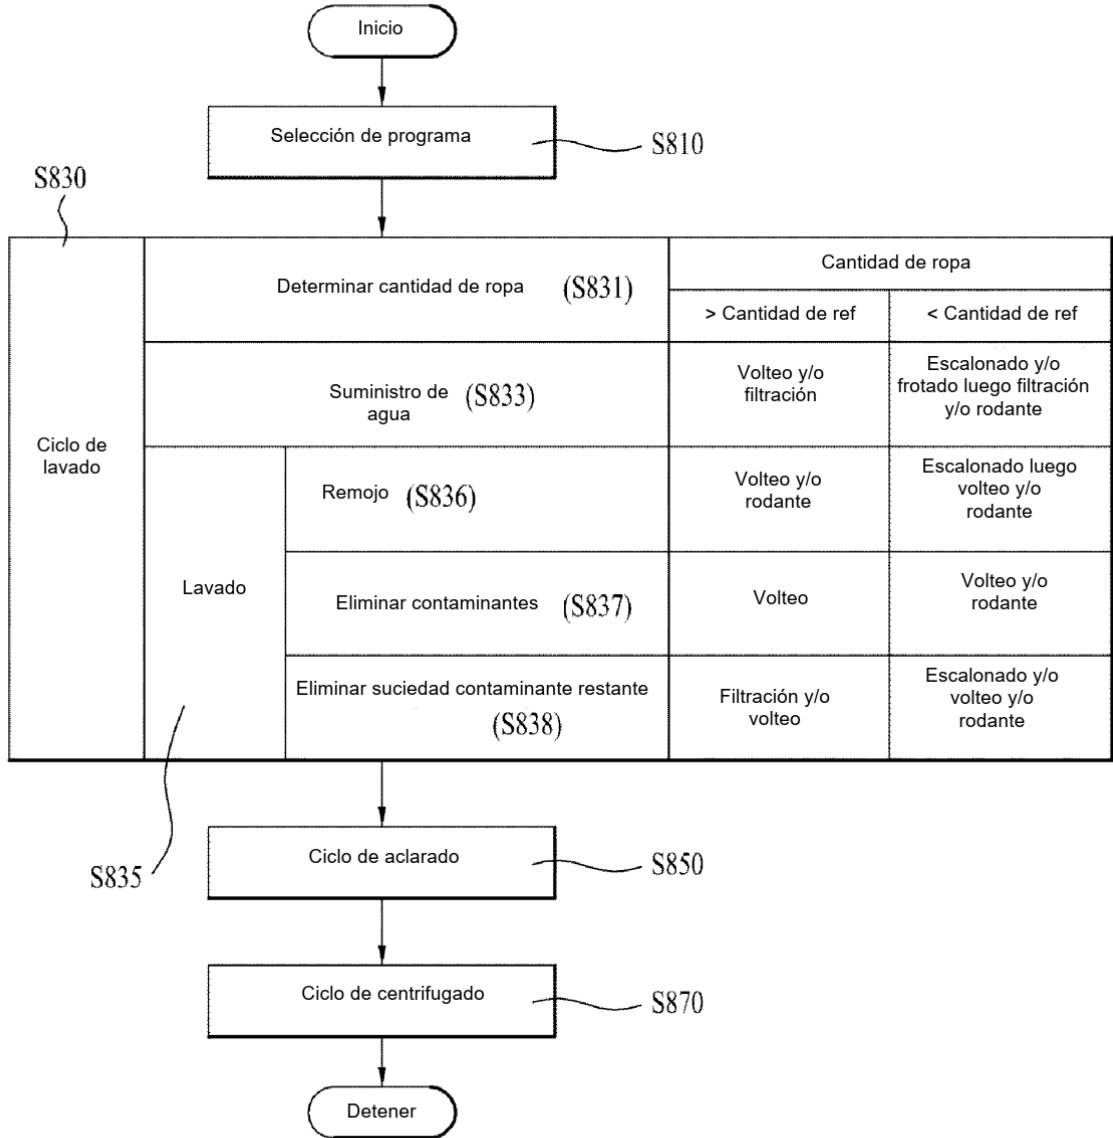 Inicio
Selección de programa
S810
S830
Ciclo de
lavado
Determinar cantidad de ropa (S831)
Cantidad de ropa
> Cantidad de ref
< Cantidad de ref
Suministro de
agua
(S833)
Volteo y/o
filtración
Escalonado y/o
frotado luego filtración
y/o rodante
Lavado
Remojo (S836)
Volteo y/o
rodante
Escalonado luego
volteo y/o
rodante
Eliminar contaminantes (S837)
Volteo
Volteo y/o
rodante
Eliminar suciedad contaminante restante
(S838)
Filtración y/o
volteo
Escalonado y/o
volteo y/o
rodante
S835
Ciclo de aclarado
S850
Ciclo de centrifugado
S870
Detener